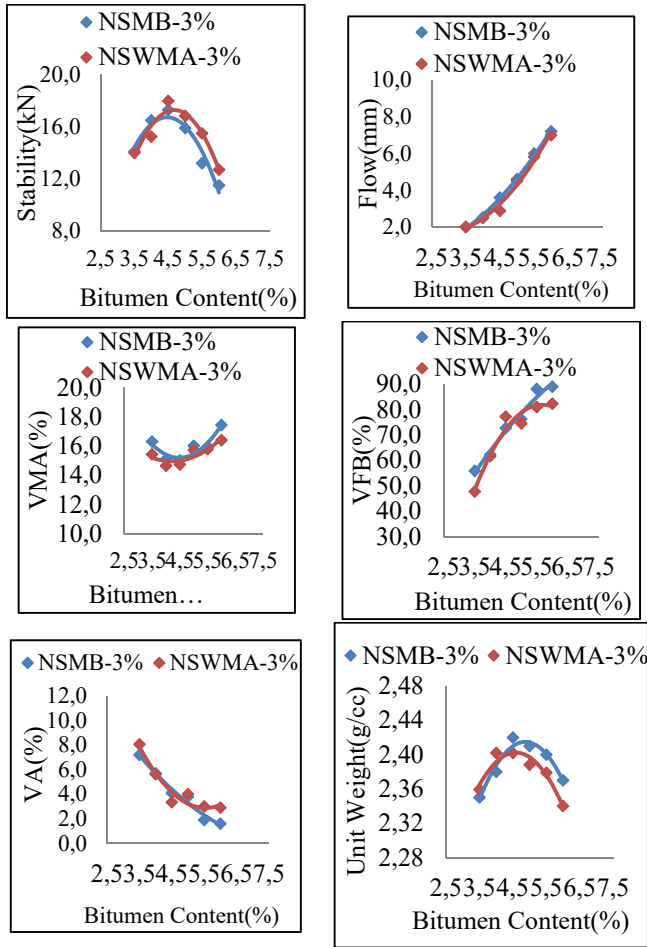 NSMB-3%
NSWMA-3%
20,0
16,0
12,0
8,0
Stability(kN)
2,5 3,5 4,5 5,5 6,5 7,5
Bitumen Content(%)
NSMB-3%
NSWMA-3%
10,0
8,0
6,0
4,0
2,0
Flow(mm)
2,53,54,55,56,57,5
Bitumen Content(%)
NSMB-3%
NSWMA-3%
20,0
18,0
16,0
14,0
12,0
10,0
VMA(%)
2,53,54,55,56,57,5
Bitumen…
NSMB-3%
NSWMA-3%
90,0
80,0
70,0
60,0
50,0
40,0
30,0
VFB(%)
2,53,54,55,56,57,5
Bitumen Content(%)
NSMB-3% NSWMA-3%
12,0
10,0
8,0
6,0
4,0
2,0
0,0
VA(%)
2,53,54,55,56,57,5
Bitumen Content(%)
NSMB-3% NSWMA-3%
2,48
2,44
2,40
2,36
2,32
2,28
Unit Weight(g/cc)
2,53,54,55,56,57,5
Bitumen Content(%)